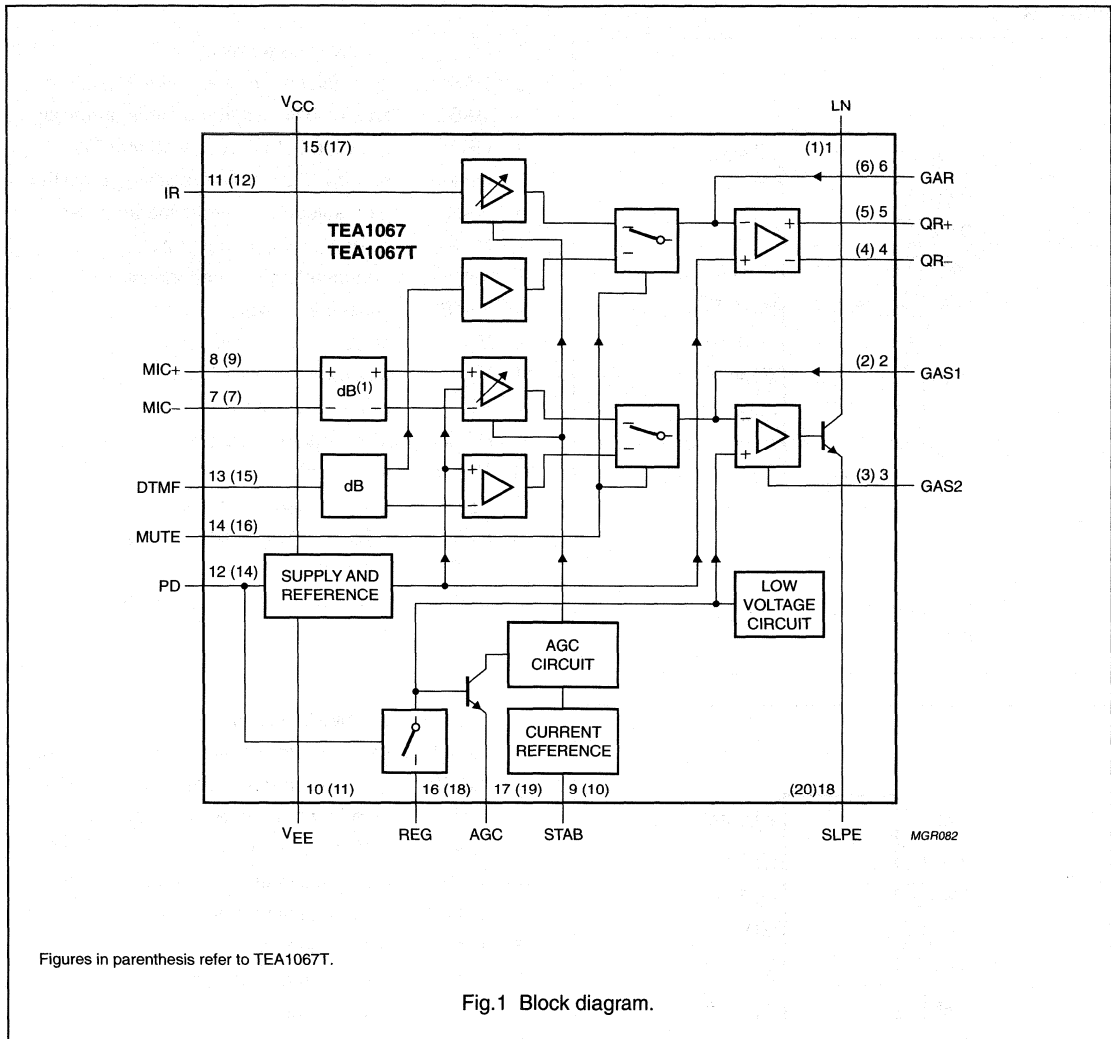 VCC
LN
15 (17)
(1)1
11 (12)
(6) 6
IR
GAR
TEA1067
TEA1067T
(5) 5
QR+
(4) 4
QR−
8 (9)
MIC+
dB(1)
(2) 2
GAS1
7 (7)
MIC−
13 (15)
DTMF
dB
(3) 3
GAS2
14 (16)
MUTE
12 (14)
PD
SUPPLY AND
REFERENCE
LOW
VOLTAGE
CIRCUIT
AGC
CIRCUIT
CURRENT
REFERENCE
10 (11)
16 (18)
17 (19)
9 (10)
(20)18
VEE
REG
AGC
STAB
SLPE
MGR082
Figures in parenthesis refer to TEA1067T.
Fig.1 Block diagram.